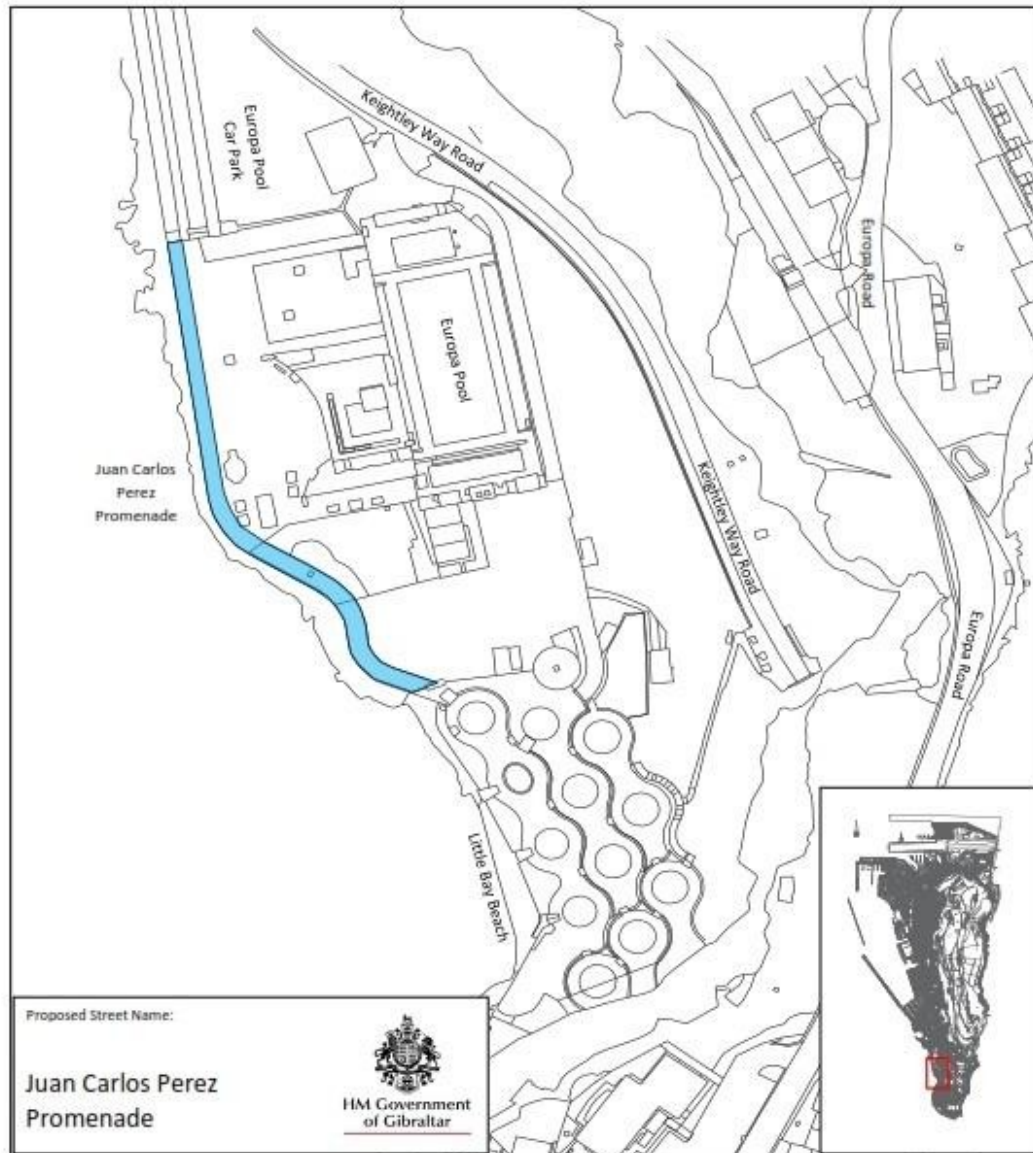 Europa Pool
Car Park
Keightley Way Road
Europa Road
Europa Pool
Juan Carlos
Perez
Promenade
Keightley Way Road
Europa Road
Little Bay Beach
Proposed Street Name:
Juan Carlos Perez
Promenade
HM Government
of Gibraltar